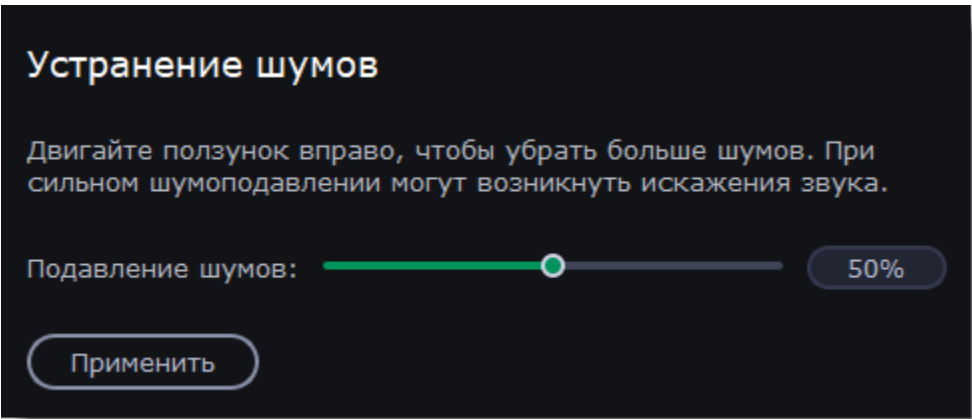 Устранение шумов
Двигайте ползунок вправо, чтобы убрать больше шумов. При
сильном шумоподавлении могут возникнуть искажения звука.
Подавление шумов: 50%
Применить